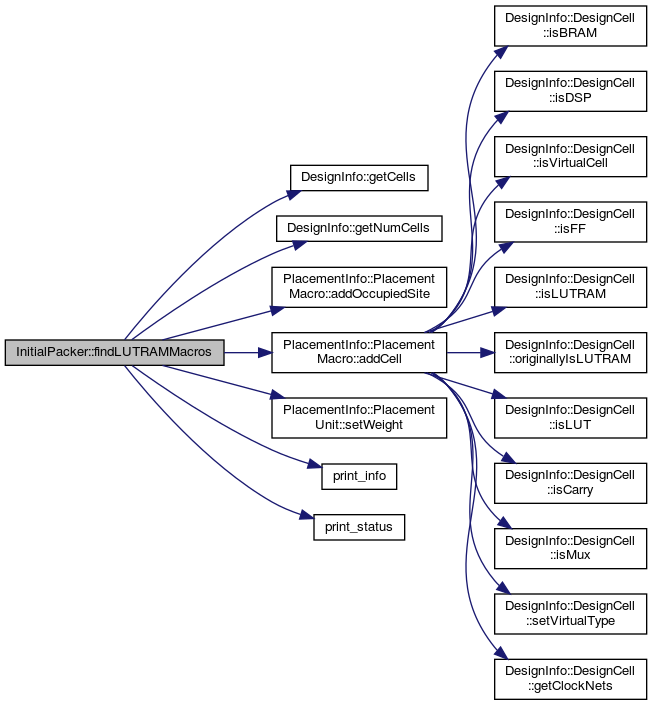 InitialPacker::findLUTRAMMacros
DesignInfo::getCells
DesignInfo::getNumCells
PlacementInfo::Placement
Macro::addOccupiedSite
PlacementInfo::Placement
Macro::addCell
PlacementInfo::Placement
Unit::setWeight
print_info
print_status
DesignInfo::DesignCell
::isBRAM
DesignInfo::DesignCell
::isDSP
DesignInfo::DesignCell
::isVirtualCell
DesignInfo::DesignCell
::isFF
DesignInfo::DesignCell
::isLUTRAM
DesignInfo::DesignCell
::originallyIsLUTRAM
DesignInfo::DesignCell
::isLUT
DesignInfo::DesignCell
::isCarry
DesignInfo::DesignCell
::isMux
DesignInfo::DesignCell
::setVirtualType
DesignInfo::DesignCell
::getClockNets